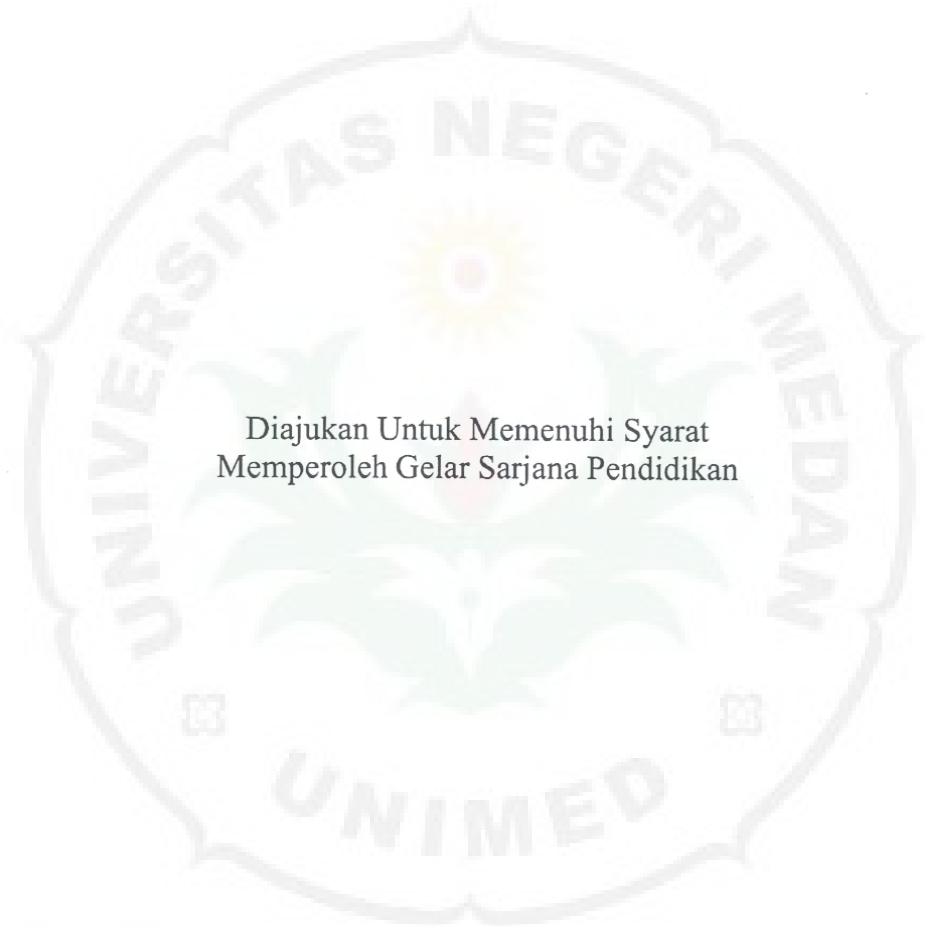 UNIVERSITAS NEGERI MEDAN
Diajukan Untuk Memenuhi Syarat
Memperoleh Gelar Sarjana Pendidikan
UNIMED